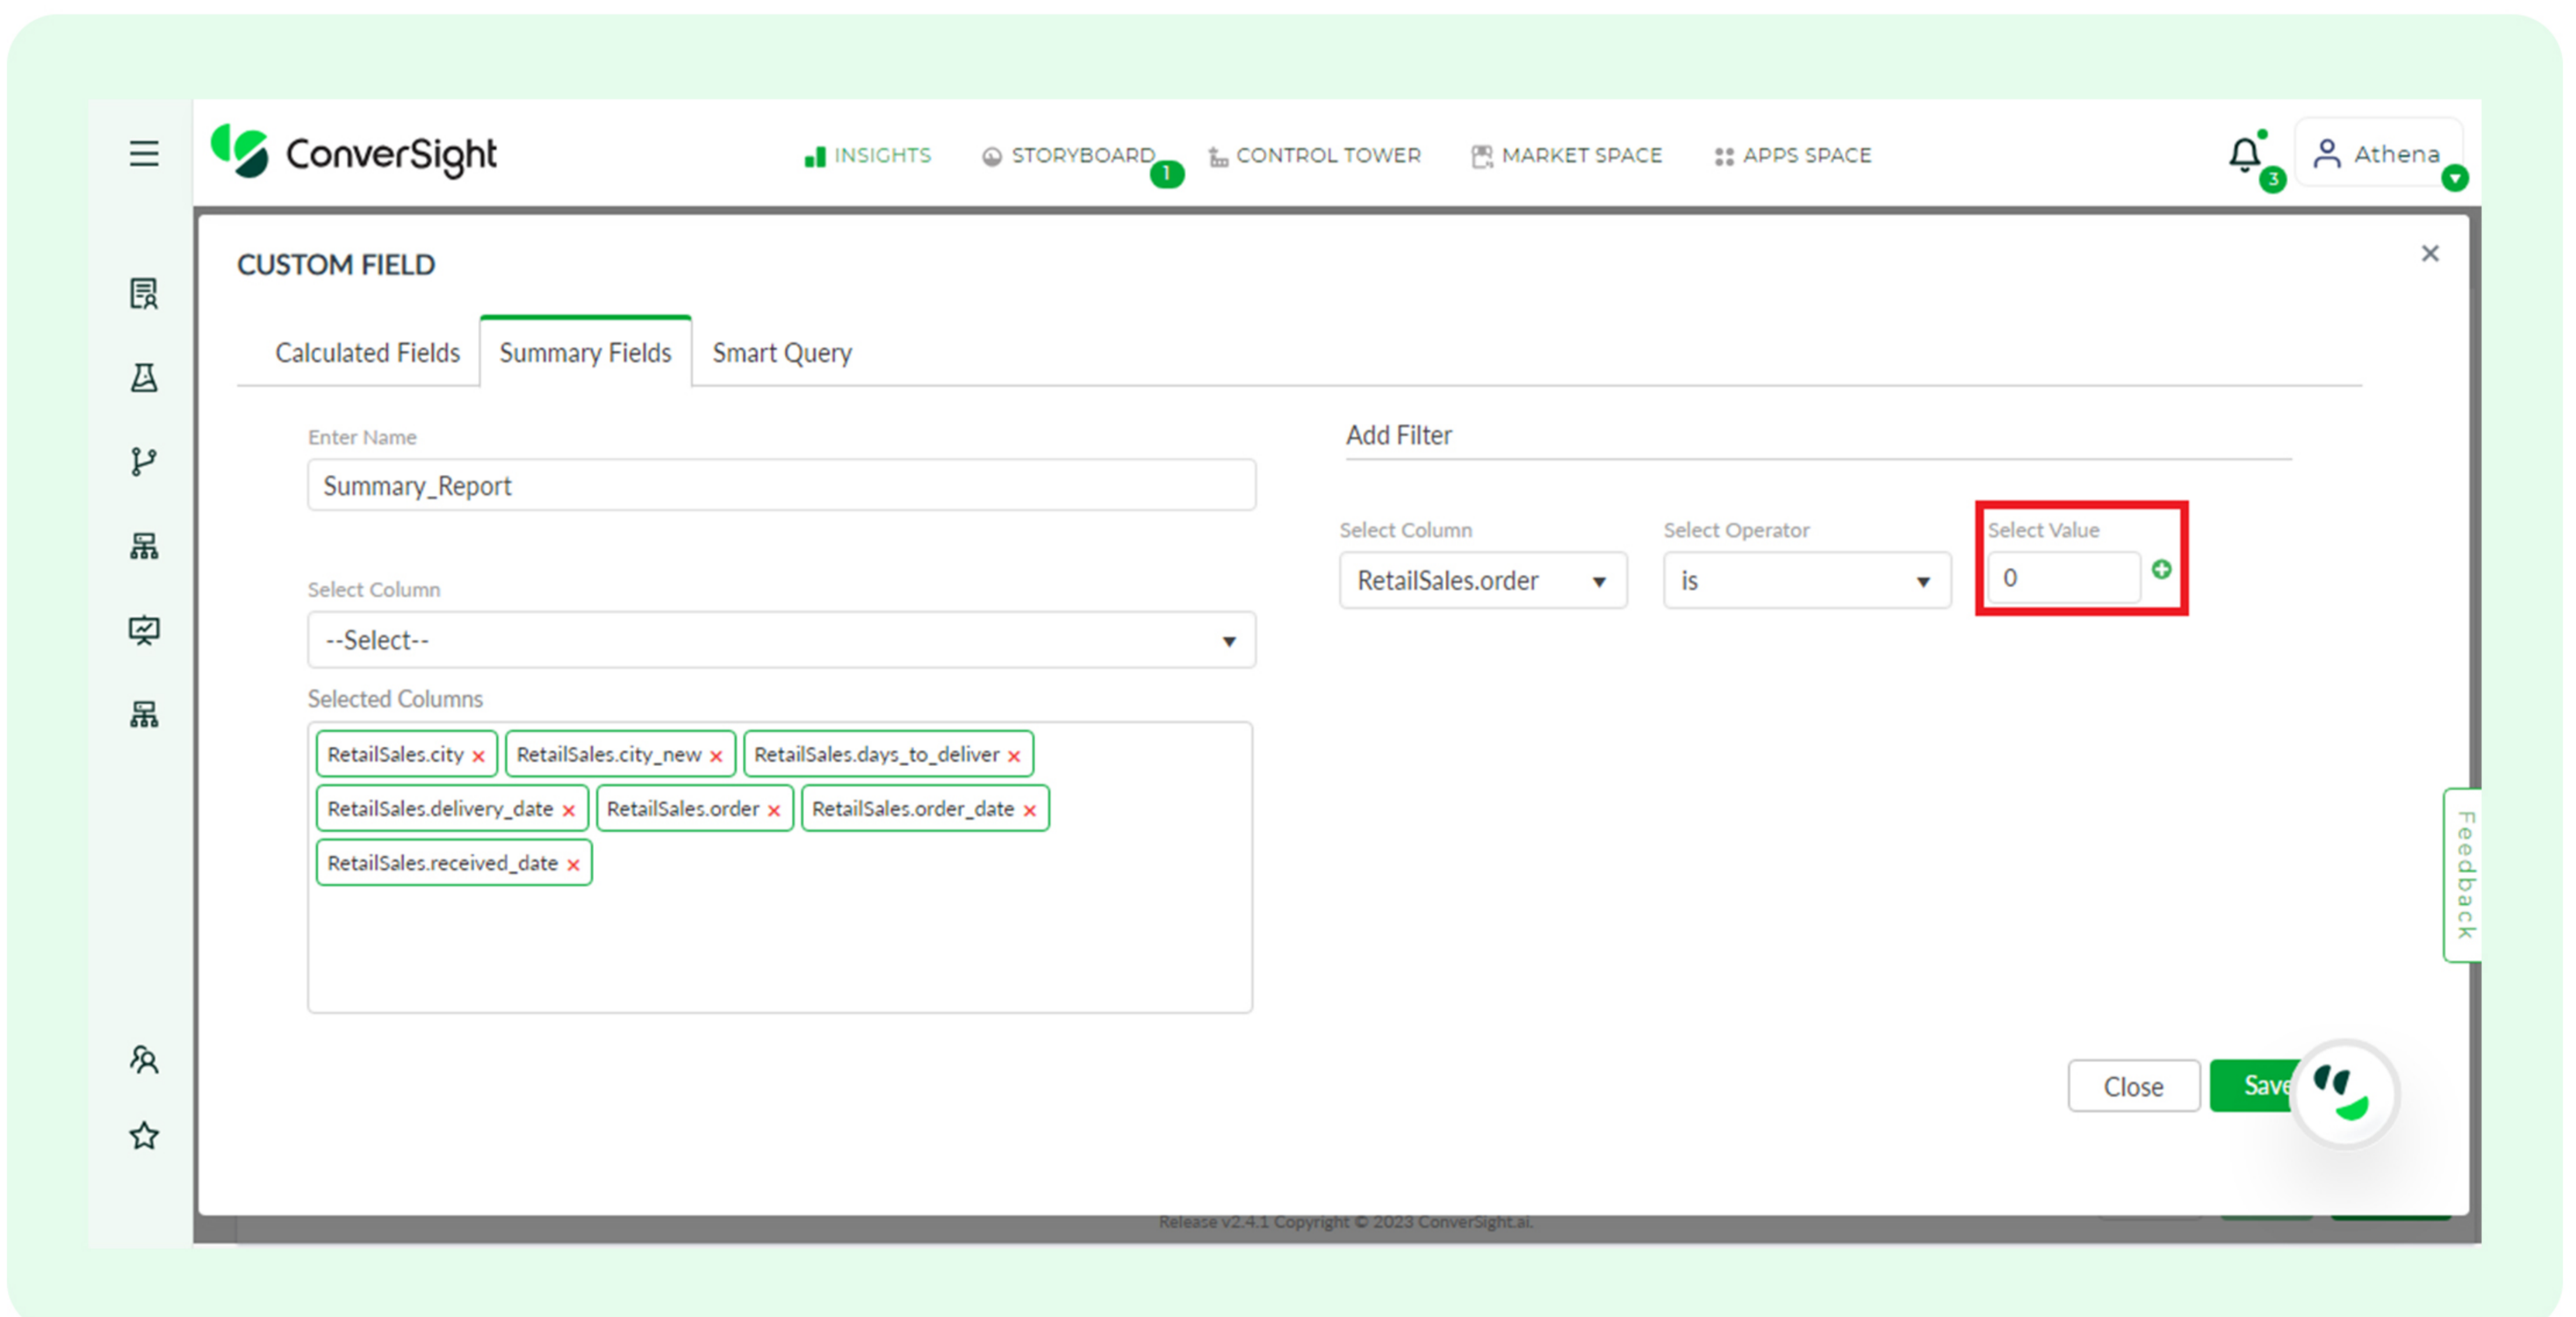 ConverSight INSIGHTS STORYBOARD 1 CONTROL TOWER MARKET SPACE APPS SPACE 3 Athena
CUSTOM FIELD ×
Calculated Fields Summary Fields Smart Query
Enter Name
Summary_Report
Select Column
--Select--
Selected Columns
RetailSales.city × RetailSales.city_new × RetailSales.days_to_deliver ×
RetailSales.delivery_date × RetailSales.order × RetailSales.order_date ×
RetailSales.received_date ×
Add Filter
Select Column Select Operator Select Value
RetailSales.order is 0
Feedback
Close Save
Release v2.4.1 Copyright © 2023 ConverSight.ai.